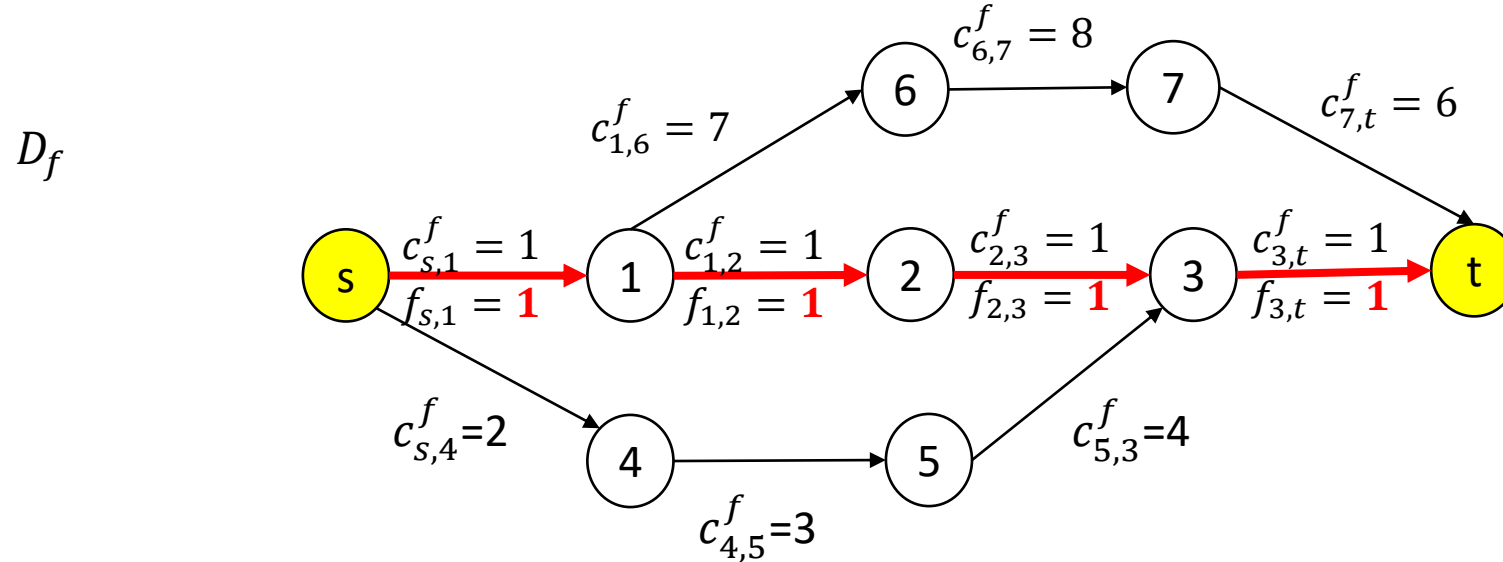 $c^f_{6,7} = 8$
6
7
$c^f_{7,t} = 6$
$c^f_{1,6} = 7$
$D_f$
$c^f_{s,1} = 1$
$c^f_{1,2} = 1$
$c^f_{2,3} = 1$
$c^f_{3,t} = 1$
s
1
2
3
t
$f_{s,1} = 1$
$f_{1,2} = 1$
$f_{2,3} = 1$
$f_{3,t} = 1$
$c^f_{s,4}$=2
$c^f_{5,3}$=4
4
5
$c^f_{4,5}$=3